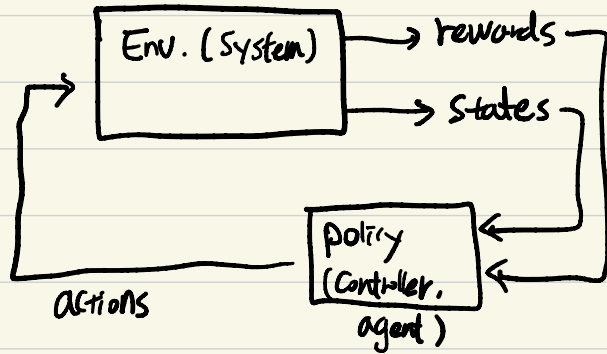 Env. (System)
rewards
states
policy
(Controller,
agent)
actions